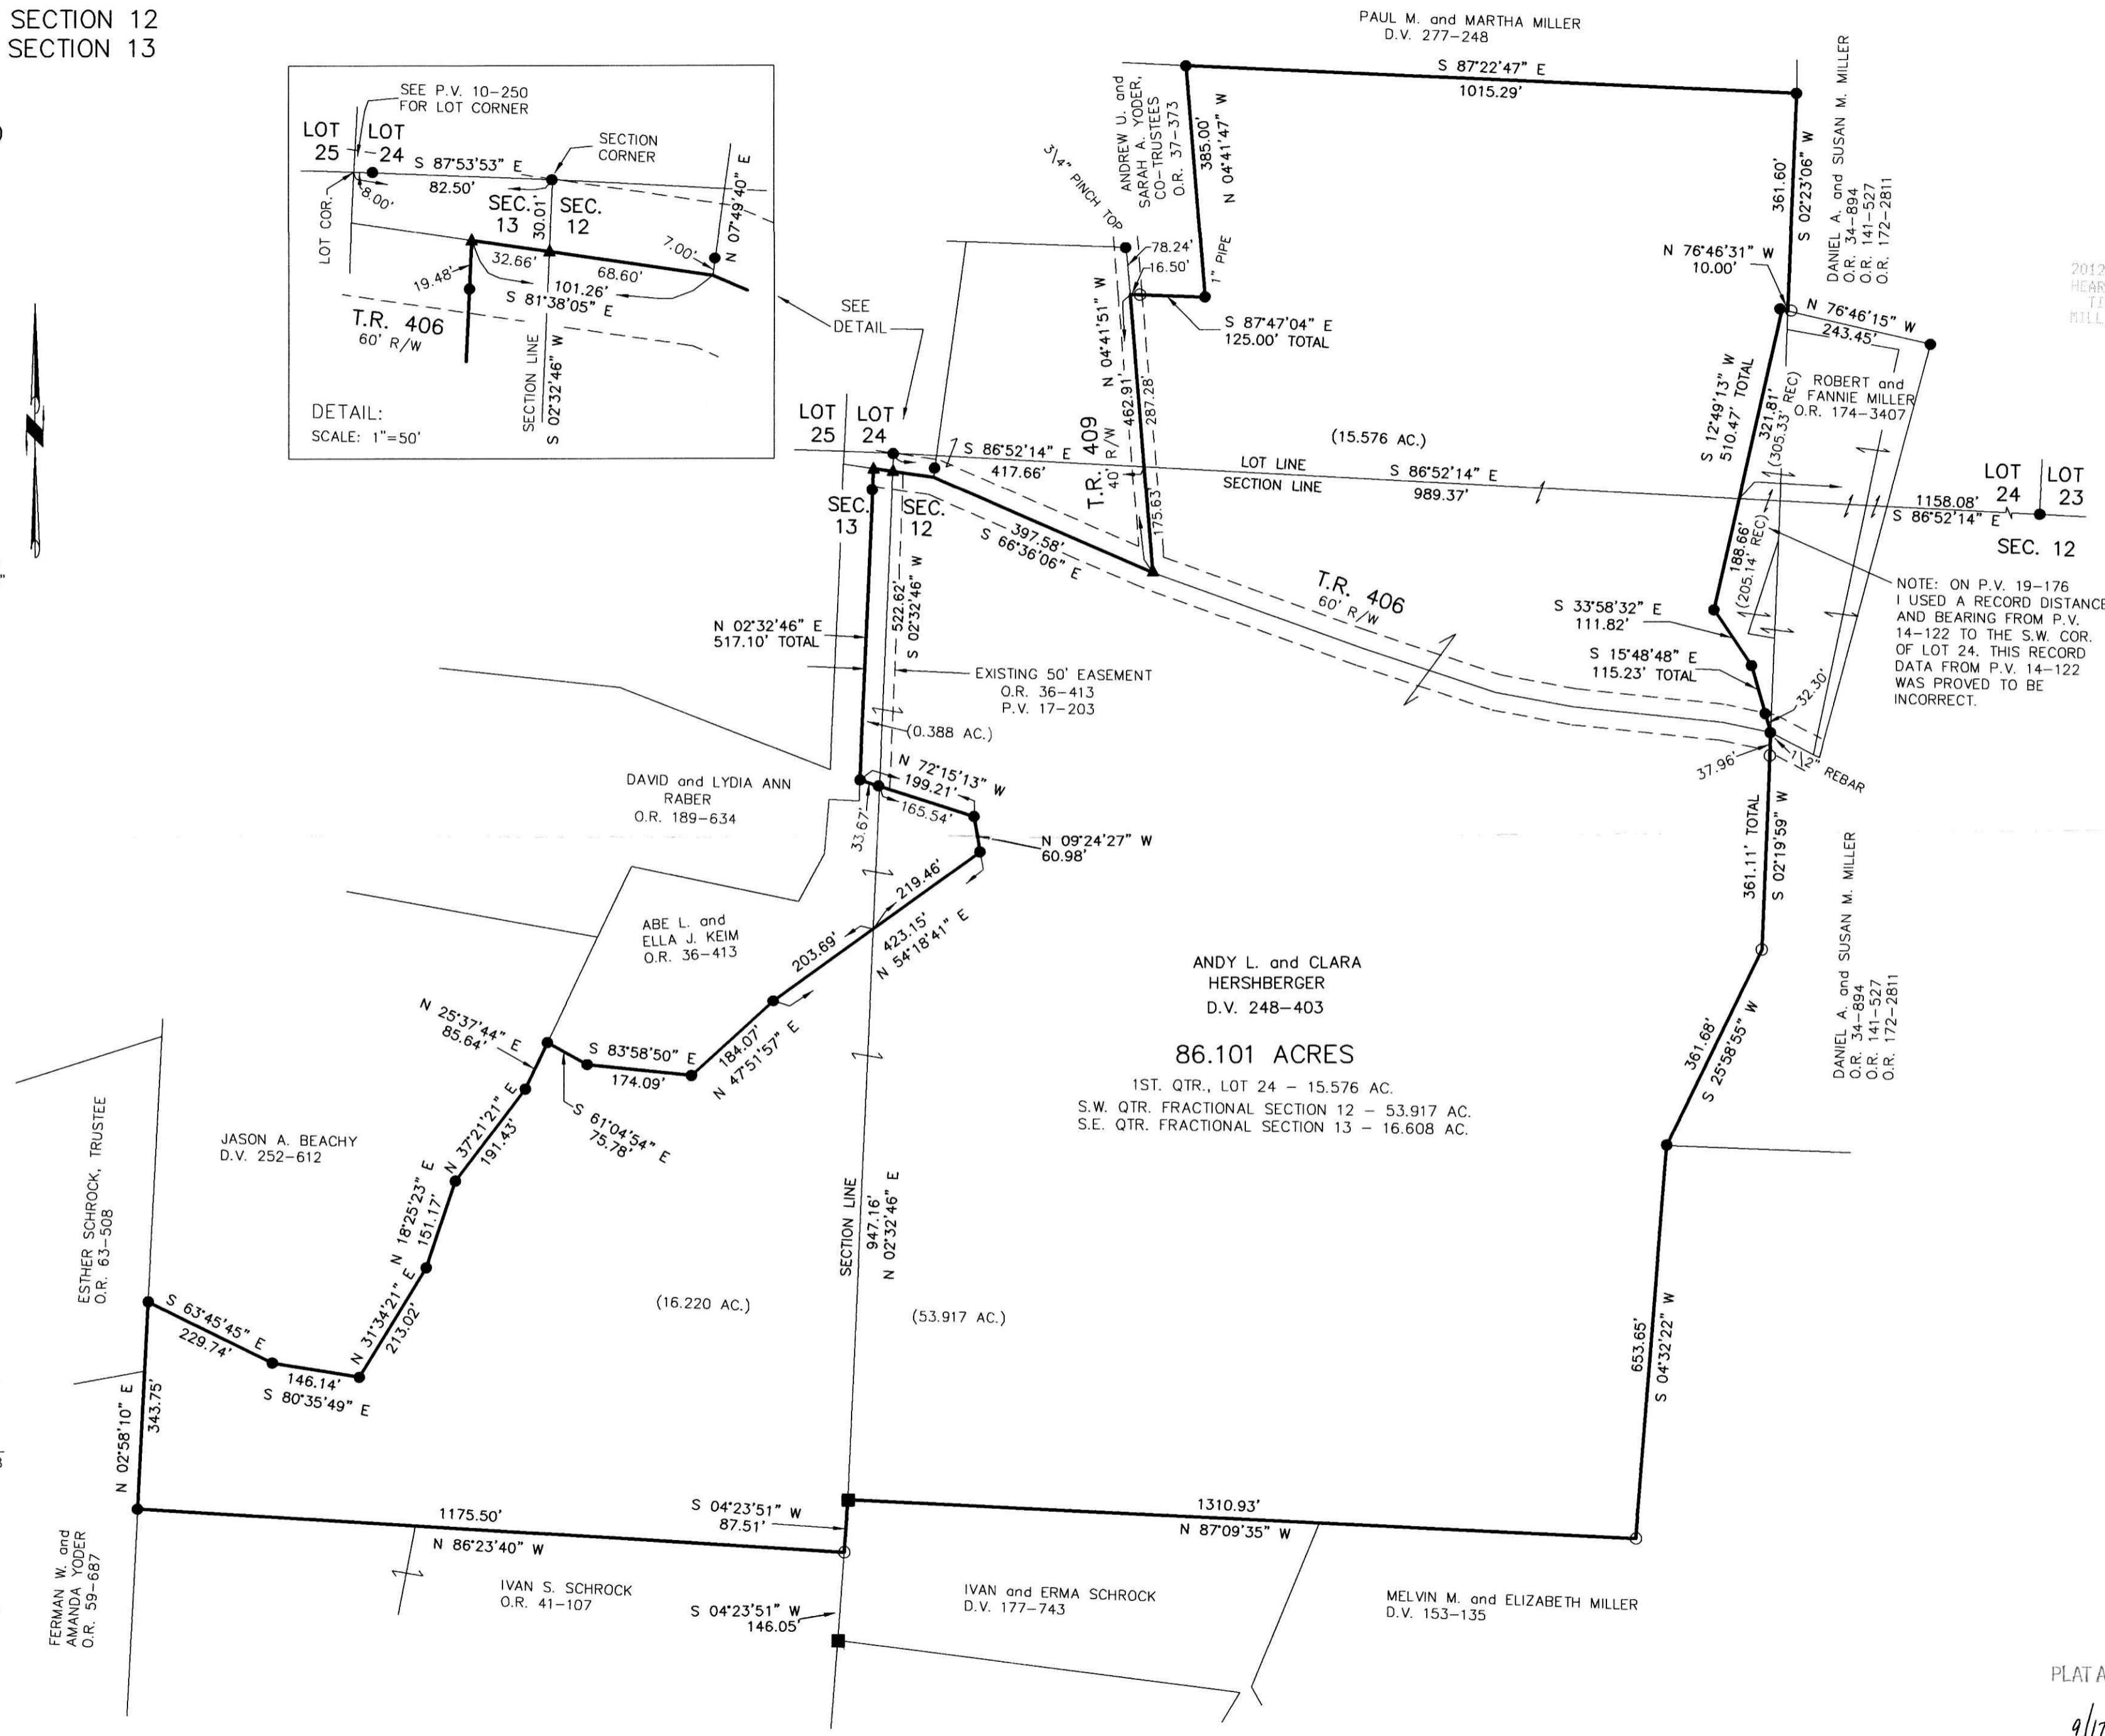 SECTION 12
SECTION 13
SEE P.V. 10-250
FOR LOT CORNER
LOT
25
LOT
24
SECTION
CORNER
S 87°53'53" E
82.50'
8.00'
LOT COR.
SEC.
13
SEC.
12
30.01'
N 07°49'40" E
7.00'
32.66'
68.60'
101.26'
S 81°38'05" E
19.48'
T.R. 406
60' R/W
SECTION LINE
S 02°32'46" W
DETAIL:
SCALE: 1"=50'
SEE
DETAIL
PAUL M. and MARTHA MILLER
D.V. 277-248
S 87°22'47" E
1015.29'
ANDREW U. and
SARAH A. YODER,
CO-TRUSTEES
O.R. 37-373
385.00'
N 04°41'47" W
3/4" PINCH TOP
78.24'
16.50'
1" PIPE
S 87°47'04" E
125.00' TOTAL
N 04°41'51" W
462.91'
287.28'
175.63'
T.R. 409
40' R/W
361.60'
S 02°23'06" W
DANIEL A. and SUSAN M. MILLER
O.R. 34-894
O.R. 141-527
O.R. 172-2811
N 76°46'31" W
10.00'
N 76°46'15" W
243.45'
ROBERT and
FANNIE MILLER
O.R. 174-3407
2012
S 12°49'13" W
510.47' TOTAL
321.81'
(305.33' REC)
188.66'
(205.14' REC)
(15.576 AC.)
LOT
25
LOT
24
S 86°52'14" E
417.66'
LOT LINE
SECTION LINE
S 86°52'14" E
989.37'
1158.08'
S 86°52'14" E
LOT
24
LOT
23
SEC. 12
SEC.
13
SEC.
12
397.58'
S 66°36'06" E
T.R. 406
60' R/W
NOTE: ON P.V. 19-176
I USED A RECORD DISTANCE
AND BEARING FROM P.V.
14-122 TO THE S.W. COR.
OF LOT 24. THIS RECORD
DATA FROM P.V. 14-122
WAS PROVED TO BE
INCORRECT.
S 33°58'32" E
111.82'
S 15°48'48" E
115.23' TOTAL
32.30'
37.96'
1/2" REBAR
522.62'
S 02°32'46" W
N 02°32'46" E
517.10' TOTAL
EXISTING 50' EASEMENT
O.R. 36-413
P.V. 17-203
(0.388 AC.)
N 72°15'13" W
199.21'
165.54'
33.67'
N 09°24'27" W
60.98'
DAVID and LYDIA ANN
RABER
O.R. 189-634
361.11' TOTAL
S 02°19'59" W
DANIEL A. and SUSAN M. MILLER
O.R. 34-894
O.R. 141-527
O.R. 172-2811
ABE L. and
ELLA J. KEIM
O.R. 36-413
219.46'
203.69'
423.15'
N 54°18'41" E
ANDY L. and CLARA
HERSHBERGER
D.V. 248-403
86.101 ACRES
1ST. QTR., LOT 24 - 15.576 AC.
S.W. QTR. FRACTIONAL SECTION 12 - 53.917 AC.
S.E. QTR. FRACTIONAL SECTION 13 - 16.608 AC.
361.68'
S 25°58'55" W
N 25°37'44" E
85.64'
S 83°58'50" E
174.09'
184.07'
N 47°51'57" E
S 61°04'54" E
75.78'
N 37°21'21" E
191.43'
JASON A. BEACHY
D.V. 252-612
N 18°25'23" E
151.17'
ESTHER SCHROCK, TRUSTEE
O.R. 63-508
SECTION LINE
947.16'
N 02°32'46" E
(16.220 AC.)
(53.917 AC.)
S 63°45'45" E
229.74'
N 31°34'21" E
213.02'
146.14'
S 80°35'49" E
N 02°58'10" E
343.75'
653.65'
S 04°32'22" W
1175.50'
N 86°23'40" W
S 04°23'51" W
87.51'
1310.93'
N 87°09'35" W
FERMAN W. and
AMANDA YODER
O.R. 59-687
IVAN S. SCHROCK
O.R. 41-107
S 04°23'51" W
146.05'
IVAN and ERMA SCHROCK
D.V. 177-743
MELVIN M. and ELIZABETH MILLER
D.V. 153-135
PLAT A
9/17